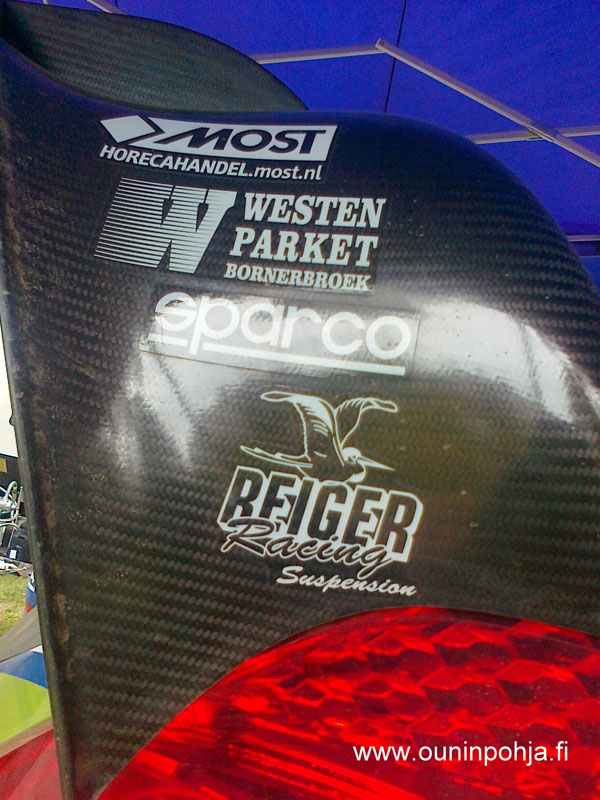 MOST
HORECAHANDEL.most.nl
W WESTEN
PARKET
BORNERBROEK
sparco
REIGER
Racing
Suspension
www.ouninpohja.fi